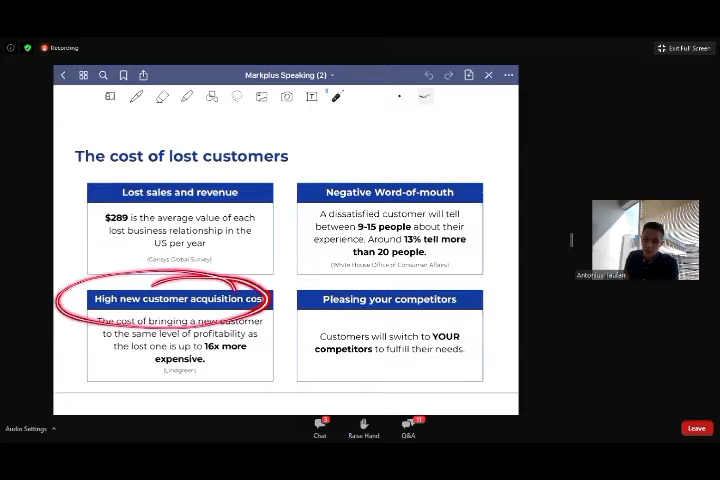 Recording
Exit Full Screen
Markplus Speaking (2)
T
The cost of lost customers
Lost sales and revenue
$289 is the average value of each
lost business relationship in the
US per year
(Gensys Global Survey)
Negative Word-of-mouth
A dissatisfied customer will tell
between 9-15 people about their
experience. Around 13% tell more
than 20 people.
(White House Office of Consumer Affairs)
High new customer acquisition cost
The cost of bringing a new customer
to the same level of profitability as
the lost one is up to 16x more
expensive.
(Lindgreen)
Pleasing your competitors
Customers will switch to YOUR
competitors to fulfill their needs.
Antonius Taufan
Audio Settings
5
Chat
Raise Hand
11
Q&A
Leave